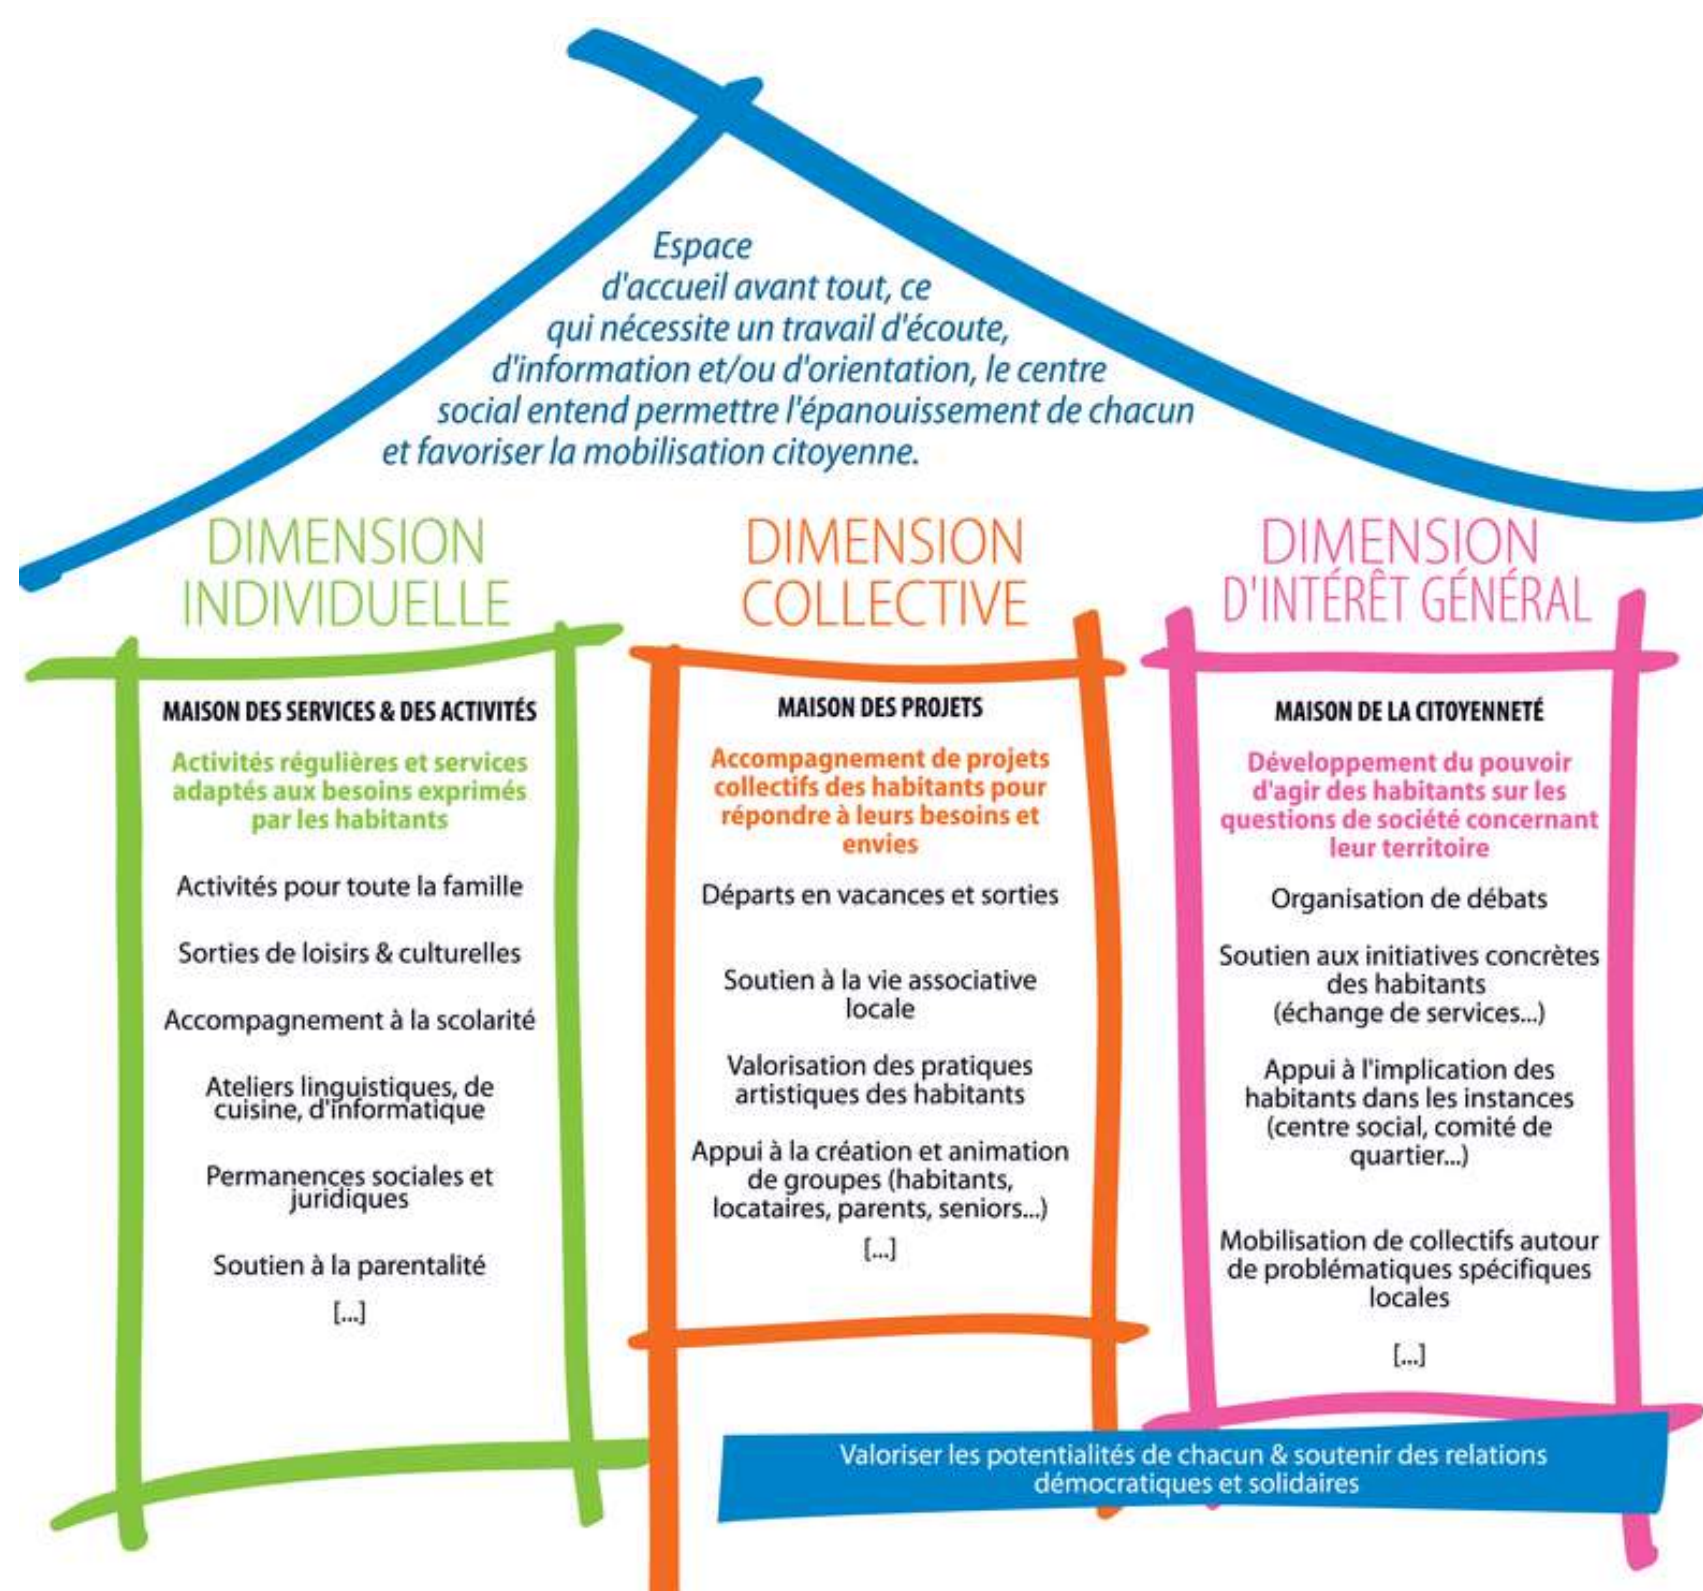 Espace
d'accueil avant tout, ce
qui nécessite un travail d'écoute,
d'information et/ou d'orientation, le centre
social entend permettre l'épanouissement de chacun
et favoriser la mobilisation citoyenne.
DIMENSION
INDIVIDUELLE
MAISON DES SERVICES & DES ACTIVITÉS
Activités régulières et services
adaptés aux besoins exprimés
par les habitants
Activités pour toute la famille
Sorties de loisirs & culturelles
Accompagnement à la scolarité
Ateliers linguistiques, de
cuisine, d'informatique
Permanences sociales et
juridiques
Soutien à la parentalité
[...]
DIMENSION
COLLECTIVE
MAISON DES PROJETS
Accompagnement de projets
collectifs des habitants pour
répondre à leurs besoins et
envies
Départs en vacances et sorties
Soutien à la vie associative
locale
Valorisation des pratiques
artistiques des habitants
Appui à la création et animation
de groupes (habitants,
locataires, parents, seniors...)
[...]
DIMENSION
D'INTÉRÊT GÉNÉRAL
MAISON DE LA CITOYENNETÉ
Développement du pouvoir
d'agir des habitants sur les
questions de société concernant
leur territoire
Organisation de débats
Soutien aux initiatives concrètes
des habitants
(échange de services...)
Appui à l'implication des
habitants dans les instances
(centre social, comité de
quartier...)
Mobilisation de collectifs autour
de problématiques spécifiques
locales
[...]
Valoriser les potentialités de chacun & soutenir des relations
démocratiques et solidaires